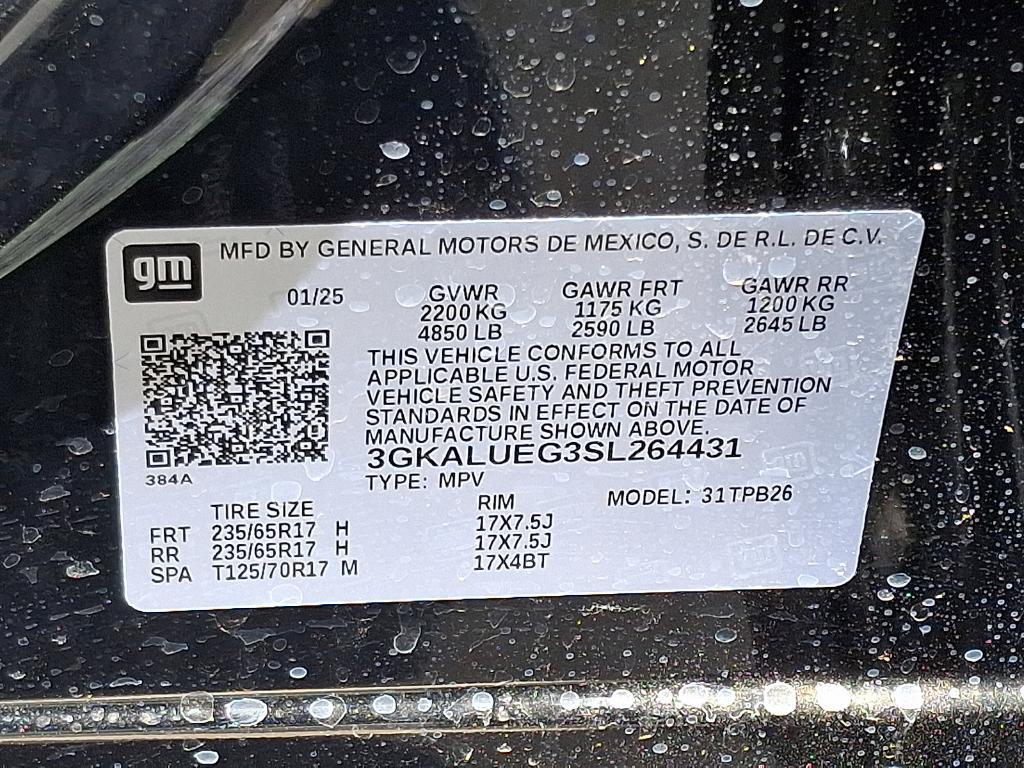 gm
MFD BY GENERAL MOTORS DE MEXICO, S. DE R.L. DE C.V.
01/25
GVWR GAWR FRT GAWR RR
2200 KG 1175 KG 1200 KG
4850 LB 2590 LB 2645 LB
THIS VEHICLE CONFORMS TO ALL
APPLICABLE U.S. FEDERAL MOTOR
VEHICLE SAFETY AND THEFT PREVENTION
STANDARDS IN EFFECT ON THE DATE OF
MANUFACTURE SHOWN ABOVE.
3GKALUEG3SL264431
384A
TYPE: MPV
MODEL: 31TPB26
TIRE SIZE RIM
FRT 235/65R17 H 17X7.5J
RR 235/65R17 H 17X7.5J
SPA T125/70R17 M 17X4BT